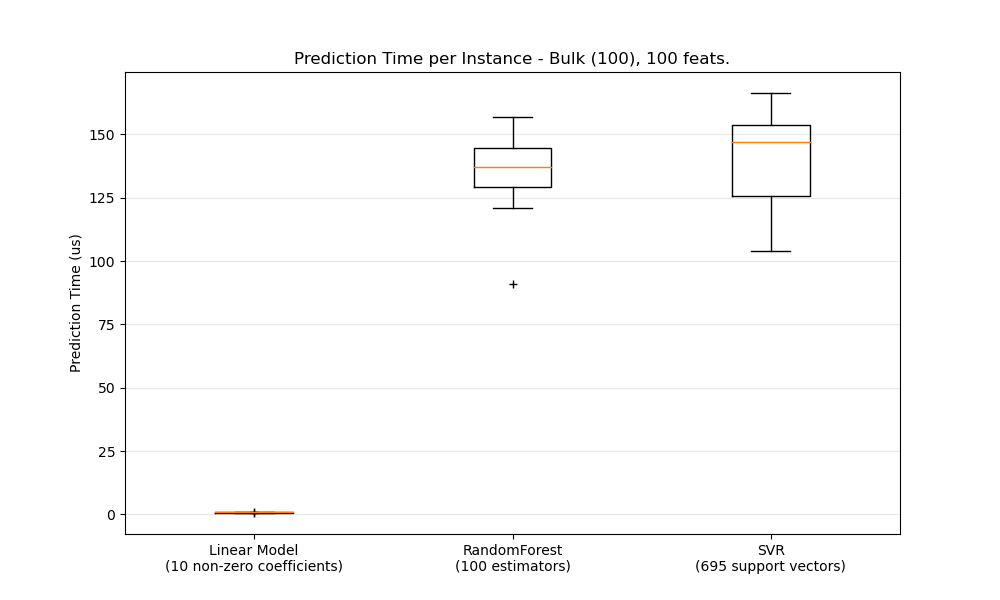 Prediction Time per Instance - Bulk (100), 100 feats.
Prediction Time (us)
150
125
100
75
50
25
0
Linear Model
(10 non-zero coefficients)
RandomForest
(100 estimators)
SVR
(695 support vectors)